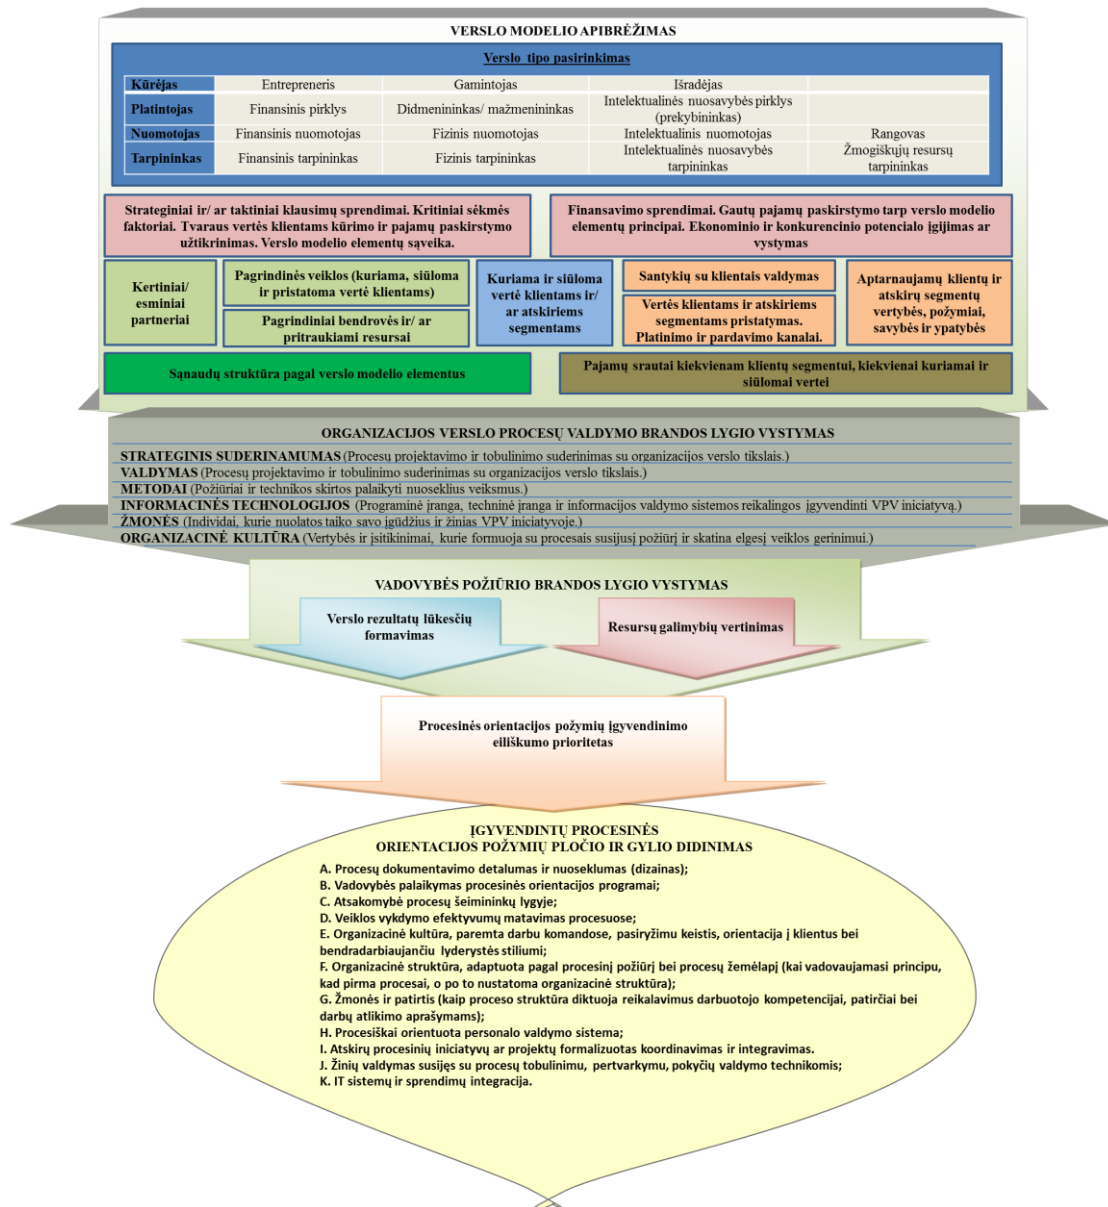 VERSLO MODELIO APIBRĖŽIMAS
Verslo tipo pasirinkimas
Kūrėjas Entrepreneris Gamintojas Išradėjas
Platintojas Finansinis pirklys Didmenininkas/ mažmenininkas Intelektualinės nuosavybės pirklys
(prekybininkas)
Nuomotojas Finansinis nuomotojas Fizinis nuomotojas Intelektualinis nuomotojas Rangovas
Tarpininkas Finansinis tarpininkas Fizinis tarpininkas Intelektualinės nuosavybės
tarpininkas
Žmogiškųjų resursų
tarpininkas
Strateginiai ir/ ar taktiniai klausimų sprendimai. Kritiniai sėkmės
faktoriai. Tvaraus vertės klientams kūrimo ir pajamų paskirstymo
užtikrinimas. Verslo modelio elementų sąveika.
Finansavimo sprendimai. Gautų pajamų paskirstymo tarp verslo modelio
elementų principai. Ekonominio ir konkurencinio potencialo įgijimas ar
vystymas
Kertiniai/
esminiai
partneriai
Pagrindinės veiklos (kuriama, siūloma
ir pristatoma vertė klientams)
Pagrindiniai bendrovės ir/ ar
pritraukiami resursai
Kuriama ir siūloma
vertė klientams ir/
ar atskiriems
segmentams
Santykių su klientais valdymas
Vertės klientams ir atskiriems
segmentams pristatymas.
Platinimo ir pardavimo kanalai.
Aptarnaujamų klientų ir
atskirų segmentų
vertybės, požymiai,
savybės ir ypatybės
Sąnaudų struktūra pagal verslo modelio elementus
Pajamų srautai kiekvienam klientų segmentui, kiekvienai kuriamai ir
siūlomai vertei
ORGANIZACIJOS VERSLO PROCESŲ VALDYMO BRANDOS LYGIO VYSTYMAS
STRATEGINIS SUDERINAMUMAS (Procesų projektavimo ir tobulinimo suderinimas su organizacijos verslo tikslais.)
VALDYMAS (Procesų projektavimo ir tobulinimo suderinimas su organizacijos verslo tikslais.)
METODAI (Požiūriai ir technikos skirtos palaikyti nuoseklius veiksmus.)
INFORMACINĖS TECHNOLOGIJOS (Programinė įranga, techninė įranga ir informacijos valdymo sistemos reikalingos įgyvendinti VPV iniciatyvą.)
ŽMONĖS (Individai, kurie nuolatos taiko savo įgūdžius ir žinias VPV iniciatyvoje.)
ORGANIZACINĖ KULTŪRA (Vertybės ir įsitikinimai, kurie formuoja su procesais susijusį požiūrį ir skatina elgesį veiklos gerinimui.)
VADOVYBĖS POŽIŪRIO BRANDOS LYGIO VYSTYMAS
Verslo rezultatų lūkesčių
formavimas
Resursų galimybių vertinimas
Procesinės orientacijos požymių įgyvendinimo
eiliškumo prioritetas
ĮGYVENDINTŲ PROCESINĖS
ORIENTACIJOS POŽYMIŲ PLOČIO IR GYLIO DIDINIMAS
A. Procesų dokumentavimo detalumas ir nuoseklumas (dizainas);
B. Vadovybės palaikymas procesinės orientacijos programai;
C. Atsakomybė procesų šeimininkų lygyje;
D. Veiklos vykdymo efektyvumų matavimas procesuose;
E. Organizacinė kultūra, paremta darbu komandose, pasiryžimu keistis, orientacija į klientus bei
bendradarbiaujančiu lyderystės stiliumi;
F. Organizacinė struktūra, adaptuota pagal procesinį požiūrį bei procesų žemėlapį (kai vadovaujamasi principu,
kad pirma procesai, o po to nustatoma organizacinė struktūra);
G. Žmonės ir patirtis (kaip proceso struktūra diktuoja reikalavimus darbuotojo kompetencijai, patirčiai bei
darbų atlikimo aprašymams);
H. Procesiškai orientuota personalo valdymo sistema;
I. Atskirų procesinių iniciatyvų ar projektų formalizuotas koordinavimas ir integravimas.
J. Žinių valdymas susijęs su procesų tobulinimu, pertvarkymu, pokyčių valdymo technikomis;
K. IT sistemų ir sprendimų integracija.